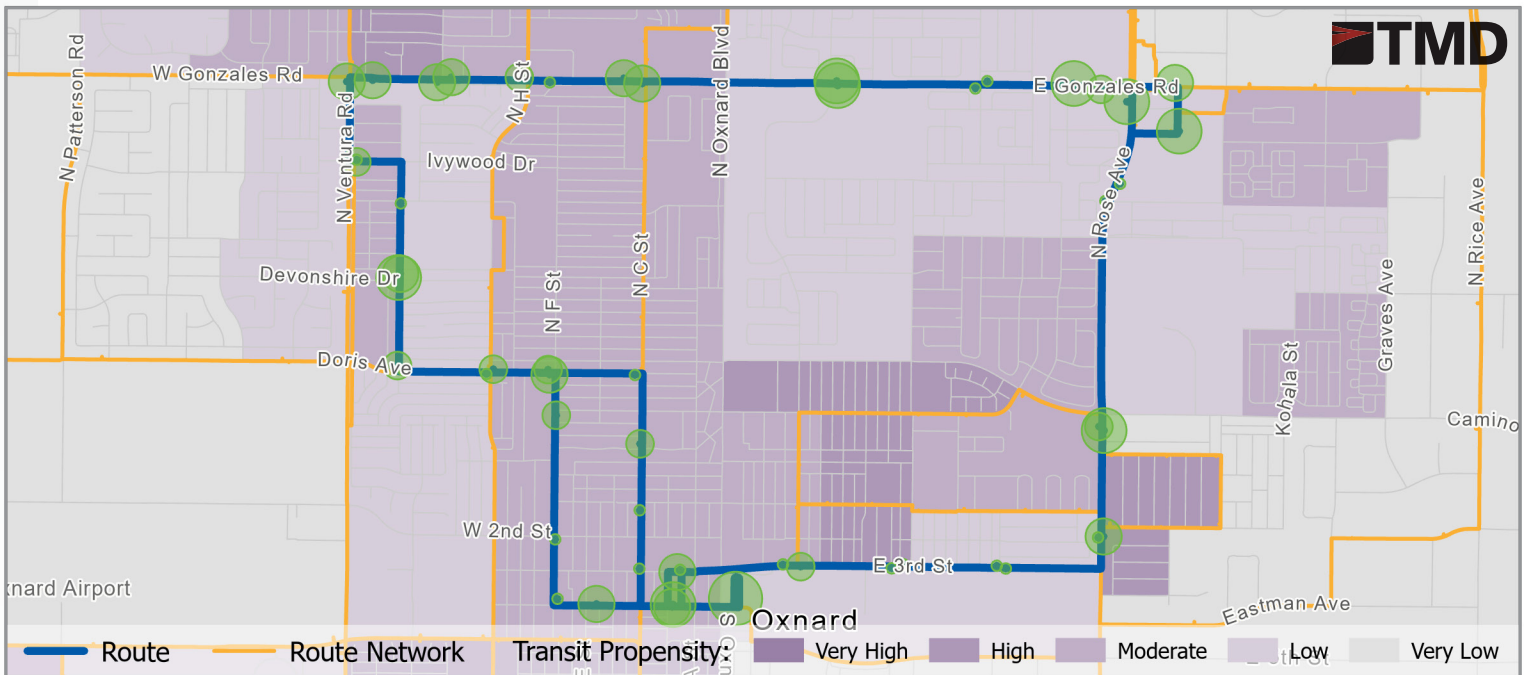 TMD
N Patterson Rd
W Gonzales Rd
N Ventura Rd
N H St
N Oxnard Blvd
E Gonzales Rd
Ivywood Dr
N Rose Ave
N Rice Ave
Devonshire Dr
N F St
N C St
Graves Ave
Kohala St
Doris Ave
Camino
W 2nd St
E 3rd St
xnard Airport
Eastman Ave
Oxnard
Route
Route Network
Transit Propensity:
Very High
High
Moderate
Low
Very Low